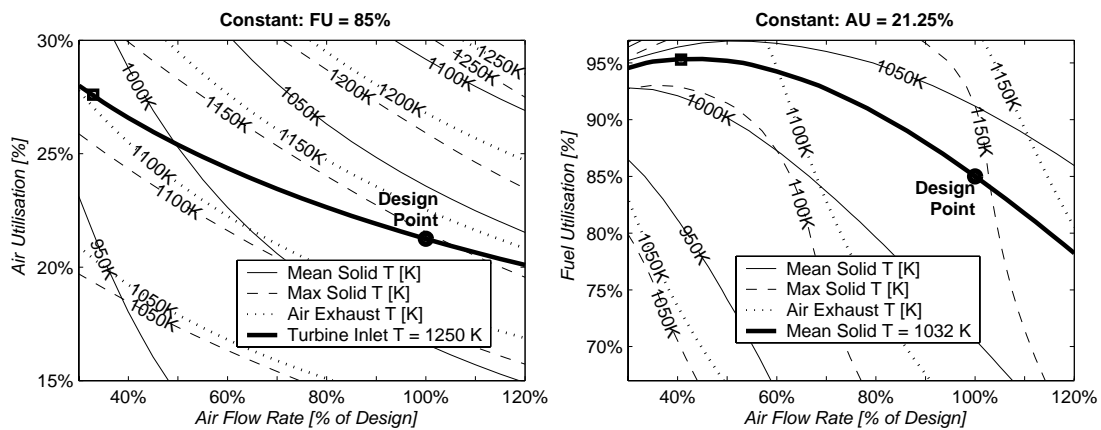 Constant: FU = 85%
30%
25%
20%
15%
Air Utilisation [%]
1000K
1050K
1100K
1250K
1250K
1200K
1200K
1150K
1150K
1100K
1100K
950K
1050K
1050K
Design
Point
Mean Solid T [K]
Max Solid T [K]
Air Exhaust T [K]
Turbine Inlet T = 1250 K
40%
60%
80%
100%
120%
Air Flow Rate [% of Design]
Constant: AU = 21.25%
95%
90%
85%
80%
75%
70%
Fuel Utilisation [%]
1050K
1000K
1150K
1150K
1100K
1100K
950K
1050K
1050K
Design
Point
Mean Solid T [K]
Max Solid T [K]
Air Exhaust T [K]
Mean Solid T = 1032 K
40%
60%
80%
100%
120%
Air Flow Rate [% of Design]